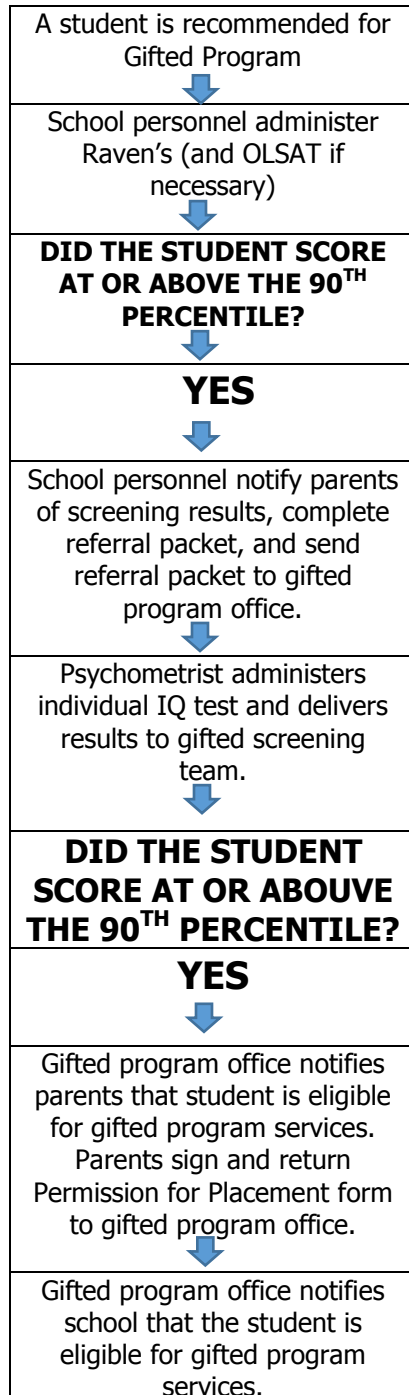 A student is recommended for
Gifted Program
School personnel administer
Raven's (and OLSAT if
necessary)
DID THE STUDENT SCORE
AT OR ABOVE THE 90TH
PERCENTILE?
YES
School personnel notify parents
of screening results, complete
referral packet, and send
referral packet to gifted
program office.
Psychometrist administers
individual IQ test and delivers
results to gifted screening
team.
DID THE STUDENT
SCORE AT OR ABOUVE
THE 90TH PERCENTILE?
YES
Gifted program office notifies
parents that student is eligible
for gifted program services.
Parents sign and return
Permission for Placement form
to gifted program office.
Gifted program office notifies
school that the student is
eligible for gifted program
services.